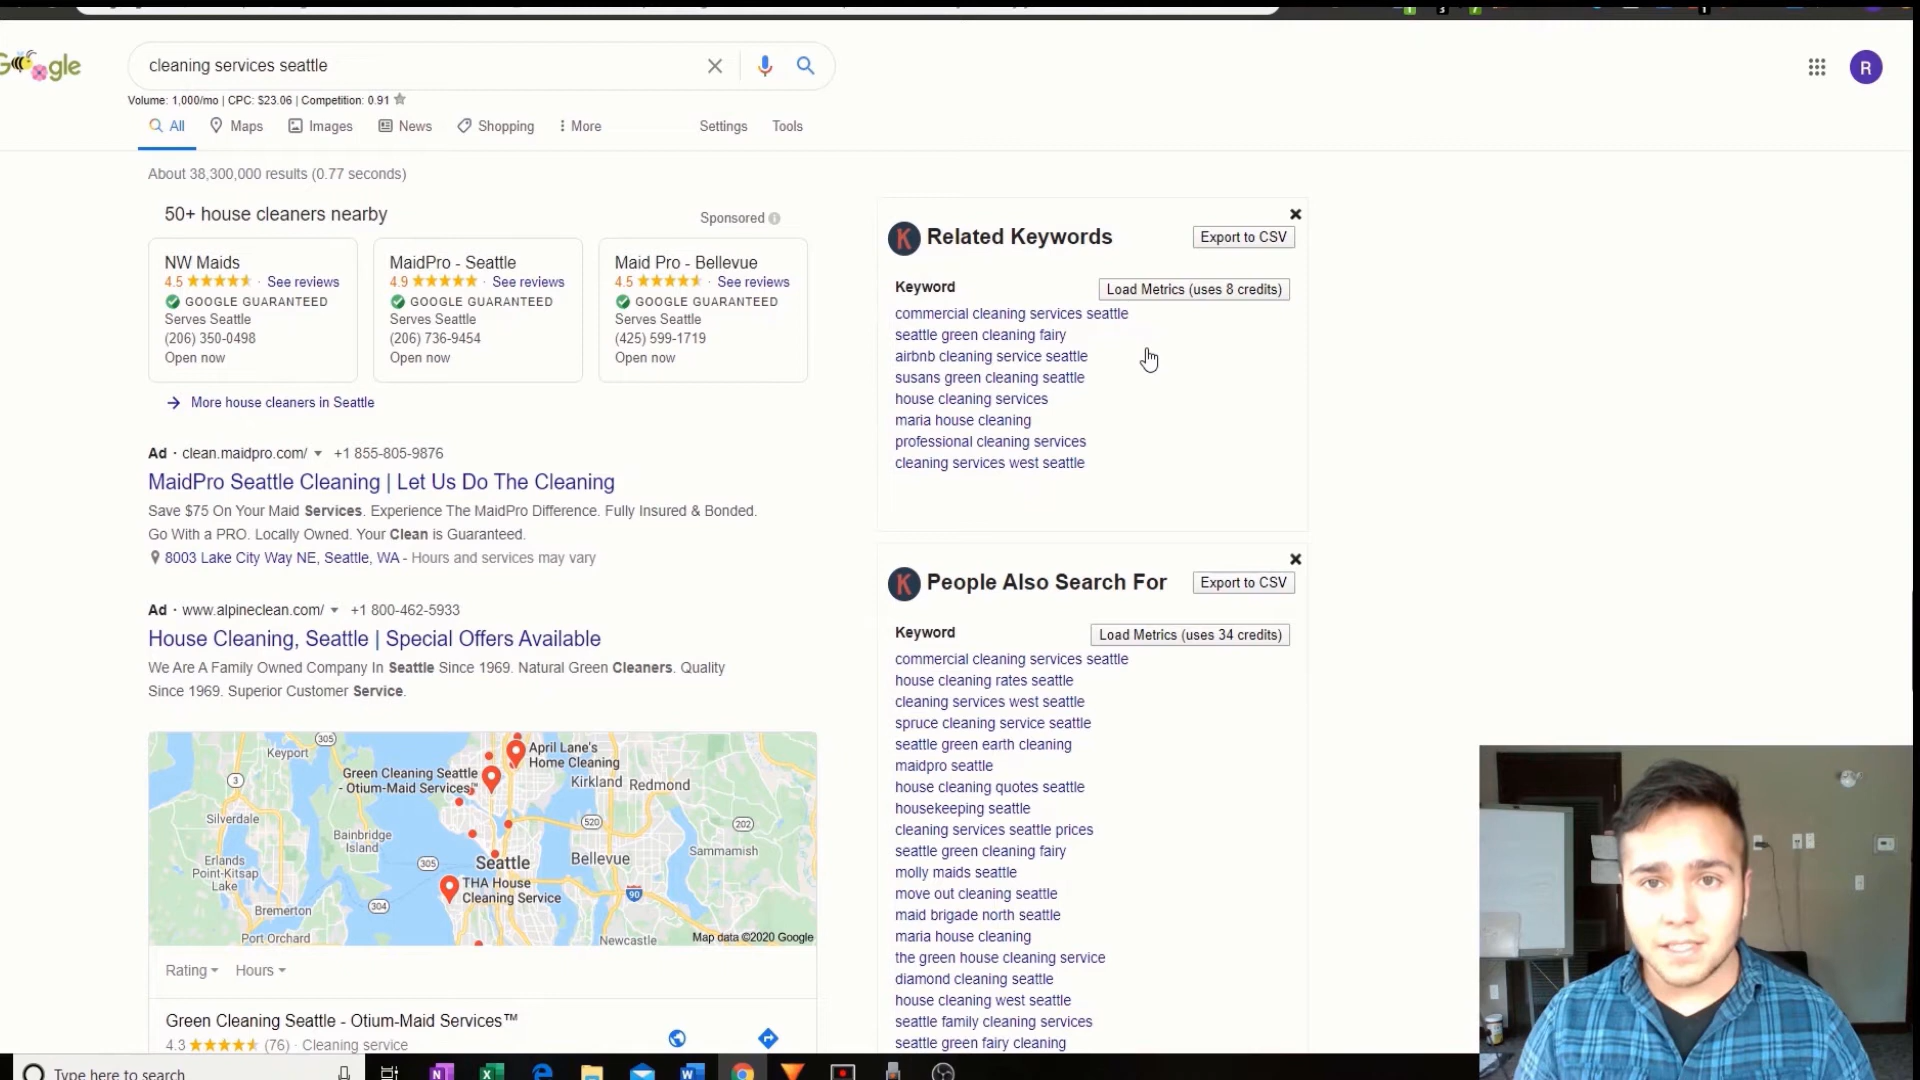 Google
cleaning services seattle
R
Volume: 1,000/mo | CPC: $23.06 | Competition: 0.91
All
Maps
Images
News
Shopping
More
Settings
Tools
About 38,300,000 results (0.77 seconds)
50+ house cleaners nearby
Sponsored
NW Maids
4.5 · See reviews
GOOGLE GUARANTEED
Serves Seattle
(206) 350-0498
Open now
MaidPro - Seattle
4.9 · See reviews
GOOGLE GUARANTEED
Serves Seattle
(206) 736-9454
Open now
Maid Pro - Bellevue
4.5 · See reviews
GOOGLE GUARANTEED
Serves Seattle
(425) 599-1719
Open now
More house cleaners in Seattle
Ad · clean.maidpro.com/ +1 855-805-9876
MaidPro Seattle Cleaning | Let Us Do The Cleaning
Save $75 On Your Maid Services. Experience The MaidPro Difference. Fully Insured & Bonded.
Go With a PRO. Locally Owned. Your Clean is Guaranteed.
8003 Lake City Way NE, Seattle, WA - Hours and services may vary
Ad · www.alpineclean.com/ +1 800-462-5933
House Cleaning, Seattle | Special Offers Available
We Are A Family Owned Company In Seattle Since 1969. Natural Green Cleaners. Quality
Since 1969. Superior Customer Service.
305
Keyport
April Lane's
Home Cleaning
Green Cleaning Seattle
- Otium-Maid Services™
Kirkland
Redmond
3
Silverdale
520
202
Bainbridge
Island
Sammamish
Erlands
Point-Kitsap
Lake
305
Seattle
Bellevue
THA House
Cleaning Service
90
304
Bremerton
Port Orchard
Newcastle
Map data ©2020 Google
Rating
Hours
Green Cleaning Seattle - Otium-Maid Services™
4.3 (76) · Cleaning service
K
Related Keywords
Export to CSV
Keyword
Load Metrics (uses 8 credits)
commercial cleaning services seattle
seattle green cleaning fairy
airbnb cleaning service seattle
susans green cleaning seattle
house cleaning services
maria house cleaning
professional cleaning services
cleaning services west seattle
K
People Also Search For
Export to CSV
Keyword
Load Metrics (uses 34 credits)
commercial cleaning services seattle
house cleaning rates seattle
cleaning services west seattle
spruce cleaning service seattle
seattle green earth cleaning
maidpro seattle
house cleaning quotes seattle
housekeeping seattle
cleaning services seattle prices
seattle green cleaning fairy
molly maids seattle
move out cleaning seattle
maid brigade north seattle
maria house cleaning
the green house cleaning service
diamond cleaning seattle
house cleaning west seattle
seattle family cleaning services
seattle green fairy cleaning
Type here to search